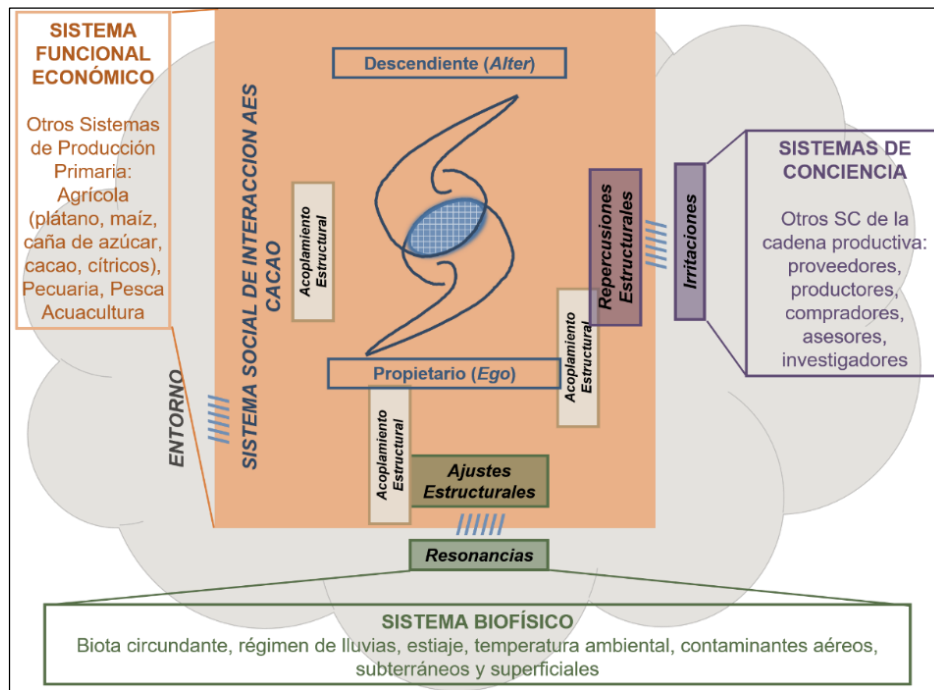 SISTEMA
FUNCIONAL
ECONÓMICO
Otros Sistemas
de Producción
Primaria:
Agrícola
(plátano, maíz,
caña de azúcar,
cacao, cítricos),
Pecuaria, Pesca
Acuacultura
ENTORNO
SISTEMA SOCIAL DE INTERACCION AES
CACAO
Descendiente (Alter)
Acoplamiento
Estructural
Propietario (Ego)
Acoplamiento
Estructural
Ajustes
Estructurales
Acoplamiento
Estructural
Repercusiones
Estructurales
Irritaciones
SISTEMAS DE
CONCIENCIA
Otros SC de la
cadena productiva:
proveedores,
productores,
compradores,
asesores,
investigadores
Resonancias
SISTEMA BIOFÍSICO
Biota circundante, régimen de lluvias, estiaje, temperatura ambiental, contaminantes aéreos,
subterráneos y superficiales